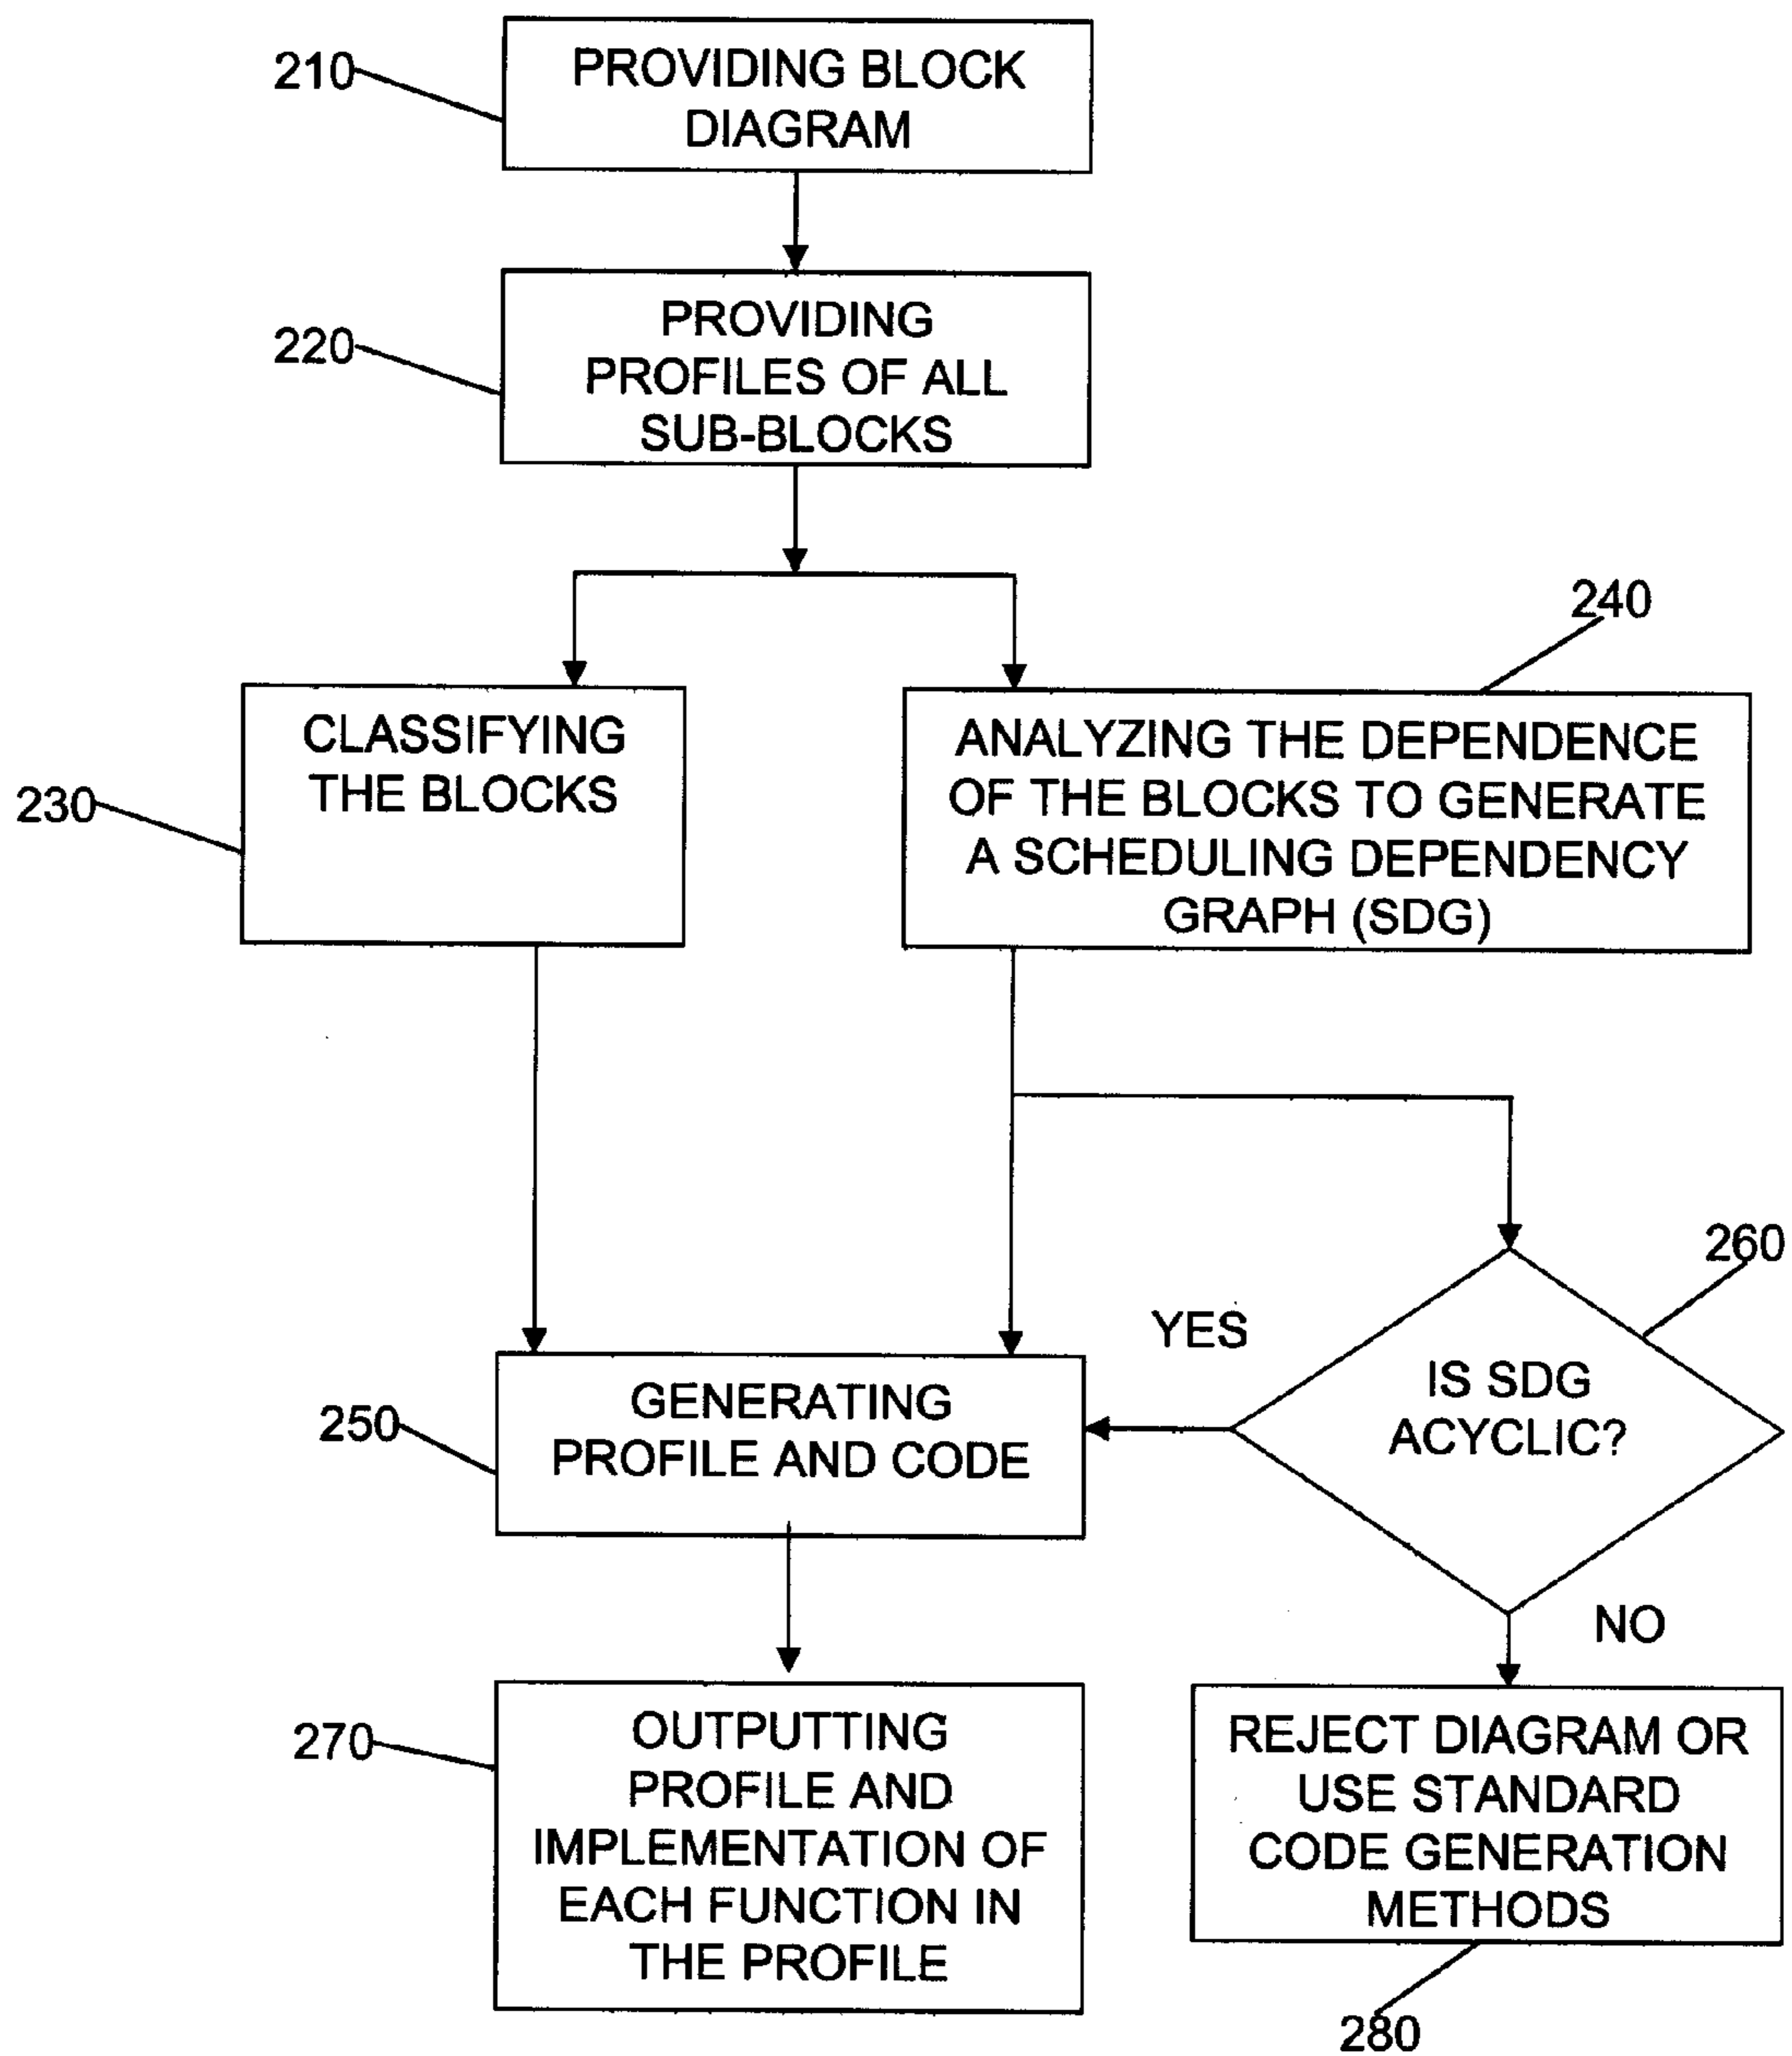 210
PROVIDING BLOCK
DIAGRAM
220
PROVIDING
PROFILES OF ALL
SUB-BLOCKS
230
CLASSIFYING
THE BLOCKS
240
ANALYZING THE DEPENDENCE
OF THE BLOCKS TO GENERATE
A SCHEDULING DEPENDENCY
GRAPH (SDG)
250
GENERATING
PROFILE AND CODE
YES
260
IS SDG
ACYCLIC?
NO
270
OUTPUTTING
PROFILE AND
IMPLEMENTATION OF
EACH FUNCTION IN
THE PROFILE
REJECT DIAGRAM OR
USE STANDARD
CODE GENERATION
METHODS
280